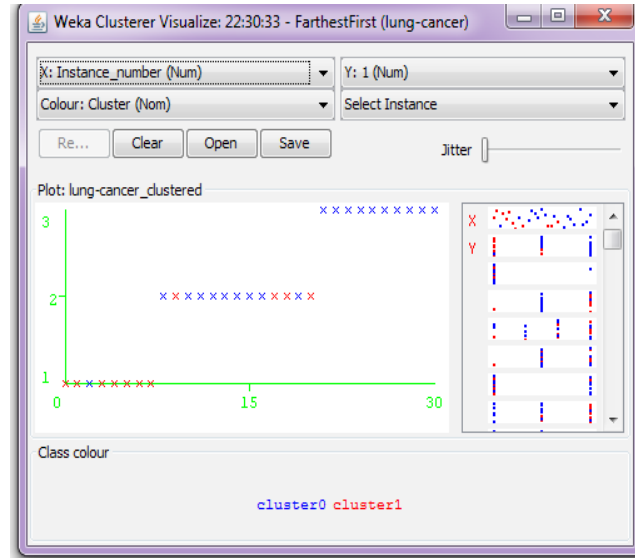 Weka Clusterer Visualize: 22:30:33 - FarthestFirst (lung-cancer)
X: Instance_number (Num) Y: 1 (Num)
Colour: Cluster (Nom) Select Instance
Re... Clear Open Save Jitter
Plot: lung-cancer_clustered
3
2
1
0 15 30
X
Y
Class colour
cluster0 cluster1